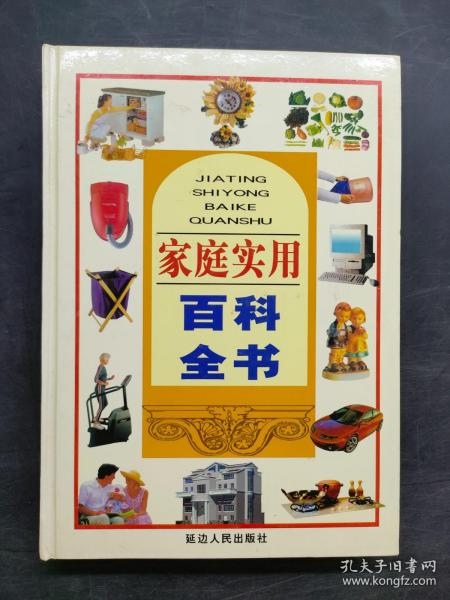 JIATING
SHIYONG
BAIKE
QUANSHU
家庭实用
百科
全书
延边人民出版社
孔夫子旧书网
www.kongfz.com